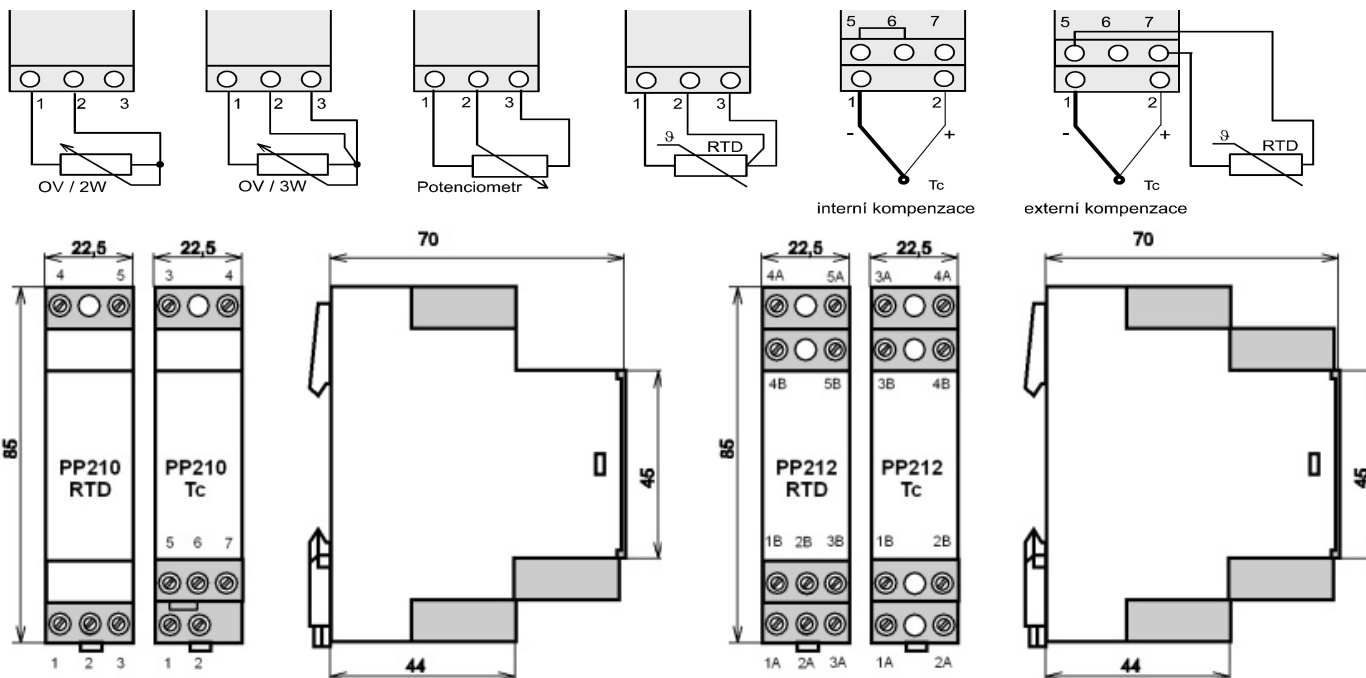 5 6 7 5 6 7
1 2 3 1 2 3 1 2 3 1 2 3 1 2 1 2
- + - +
ϑ RTD ϑ RTD
OV / 2W OV / 3W Potenciometr Tc Tc
interní kompenzace externí kompenzace
22,5 22,5 70 22,5 22,5 70
4 5 3 4 4A 5A 3A 4A
4B 5B 3B 4B
85 PP210 PP210 45 85 PP212 PP212 45
RTD Tc RTD Tc
5 6 7 1B 2B 3B 1B 2B
1 2 3 1 2 44 1A 2A 3A 1A 2A 44